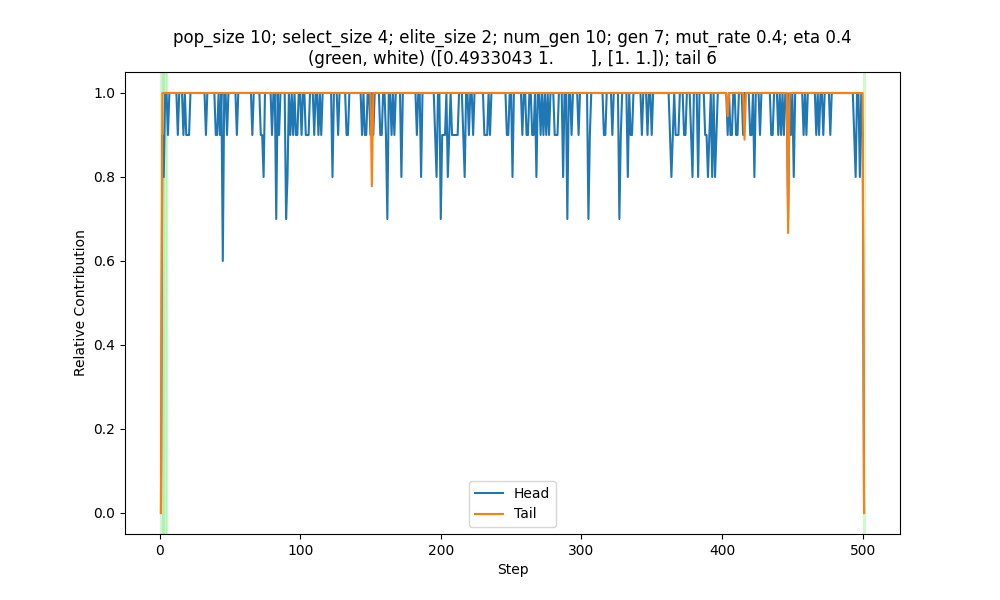 pop_size 10; select_size 4; elite_size 2; num_gen 10; gen 7; mut_rate 0.4; eta 0.4
(green, white) ([0.4933043 1.        ], [1. 1.]); tail 6
1.0
0.8
0.6
0.4
0.2
0.0
Relative Contribution
Head
Tail
0 100 200 300 400 500
Step